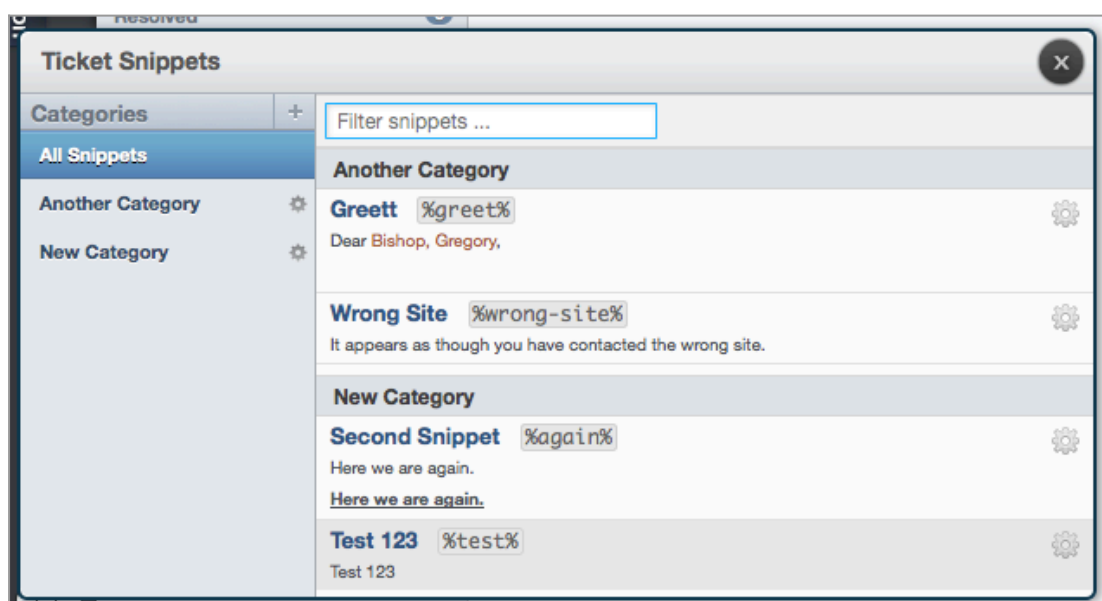 Resolved
Ticket Snippets
Categories
+
All Snippets
Another Category
New Category
Filter snippets ...
Another Category
Greett %greet%
Dear Bishop, Gregory,
Wrong Site %wrong-site%
It appears as though you have contacted the wrong site.
New Category
Second Snippet %again%
Here we are again.
Here we are again.
Test 123 %test%
Test 123